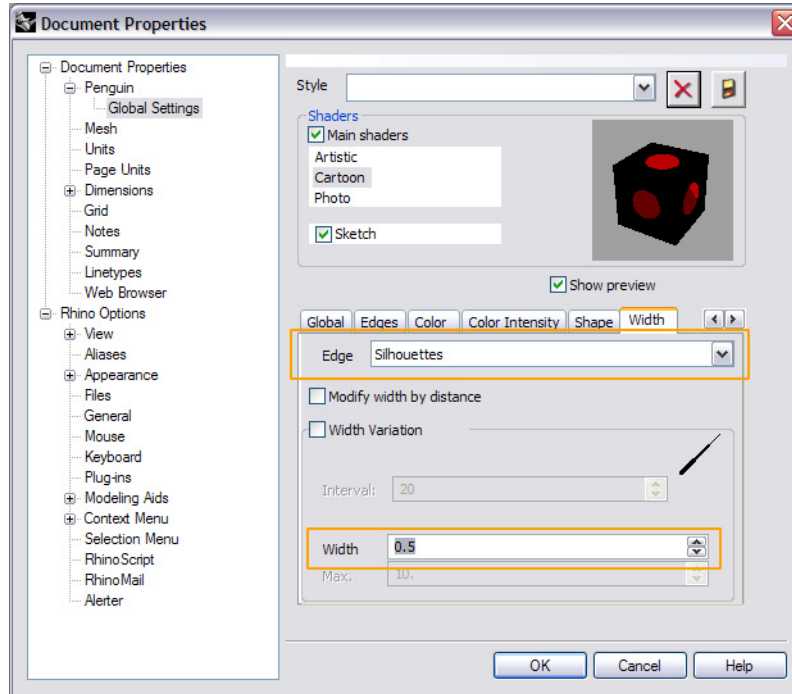 Document Properties
Document Properties
Penguin
Global Settings
Mesh
Units
Page Units
Dimensions
Grid
Notes
Summary
Linetypes
Web Browser
Rhino Options
View
Aliases
Appearance
Files
General
Mouse
Keyboard
Plug-ins
Modeling Aids
Context Menu
Selection Menu
RhinoScript
RhinoMail
Alerter
Style
Shaders
Main shaders
Artistic
Cartoon
Photo
Sketch
Show preview
Global Edges Color Color Intensity Shape Width
Edge Silhouettes
Modify width by distance
Width Variation
Interval: 20
Width 0.5
Max. 10.
OK Cancel Help